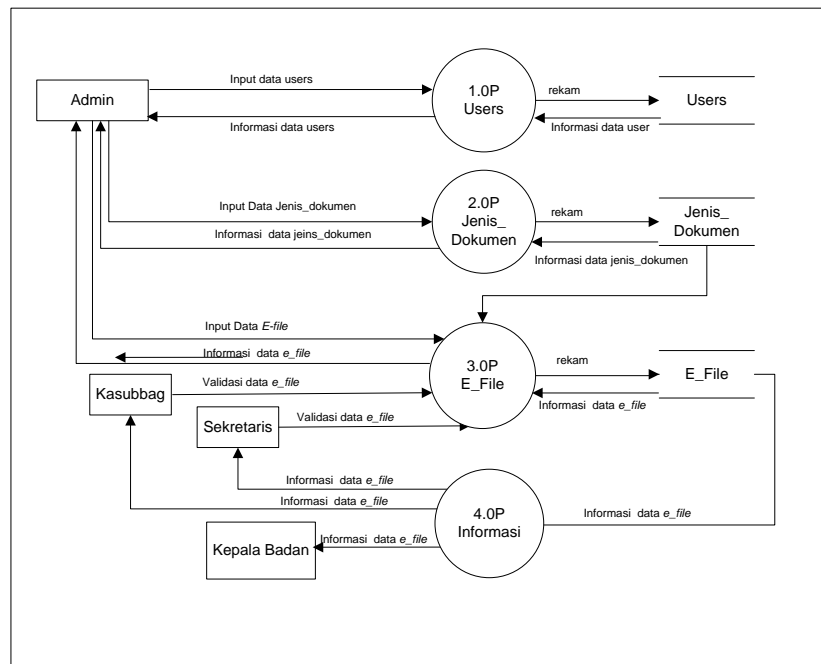 Input data users
1.0P
Users
rekam
Users
Admin
Informasi data users
Informasi data user
Input Data Jenis_dokumen
2.0P
Jenis_
Dokumen
rekam
Jenis_
Dokumen
Informasi data jeins_dokumen
Informasi data jenis_dokumen
Input Data E-file
Informasi data e_file
3.0P
E_File
rekam
E_File
Kasubbag
Validasi data e_file
Informasi data e_file
Sekretaris
Validasi data e_file
Informasi data e_file
Informasi data e_file
4.0P
Informasi
Informasi data e_file
Kepala Badan
Informasi data e_file